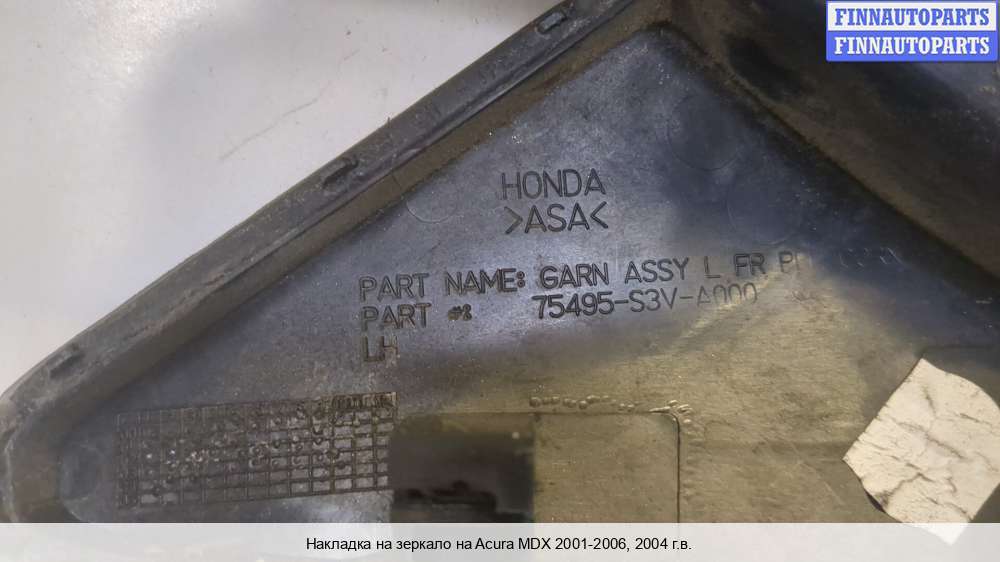 FINNAUTOPARTS
FINNAUTOPARTS
HONDA
>ASA<
PART NAME: GARN ASSY L FR
PART #: 75495-S3V-A000
LH
Накладка на зеркало на Acura MDX 2001-2006, 2004 г.в.